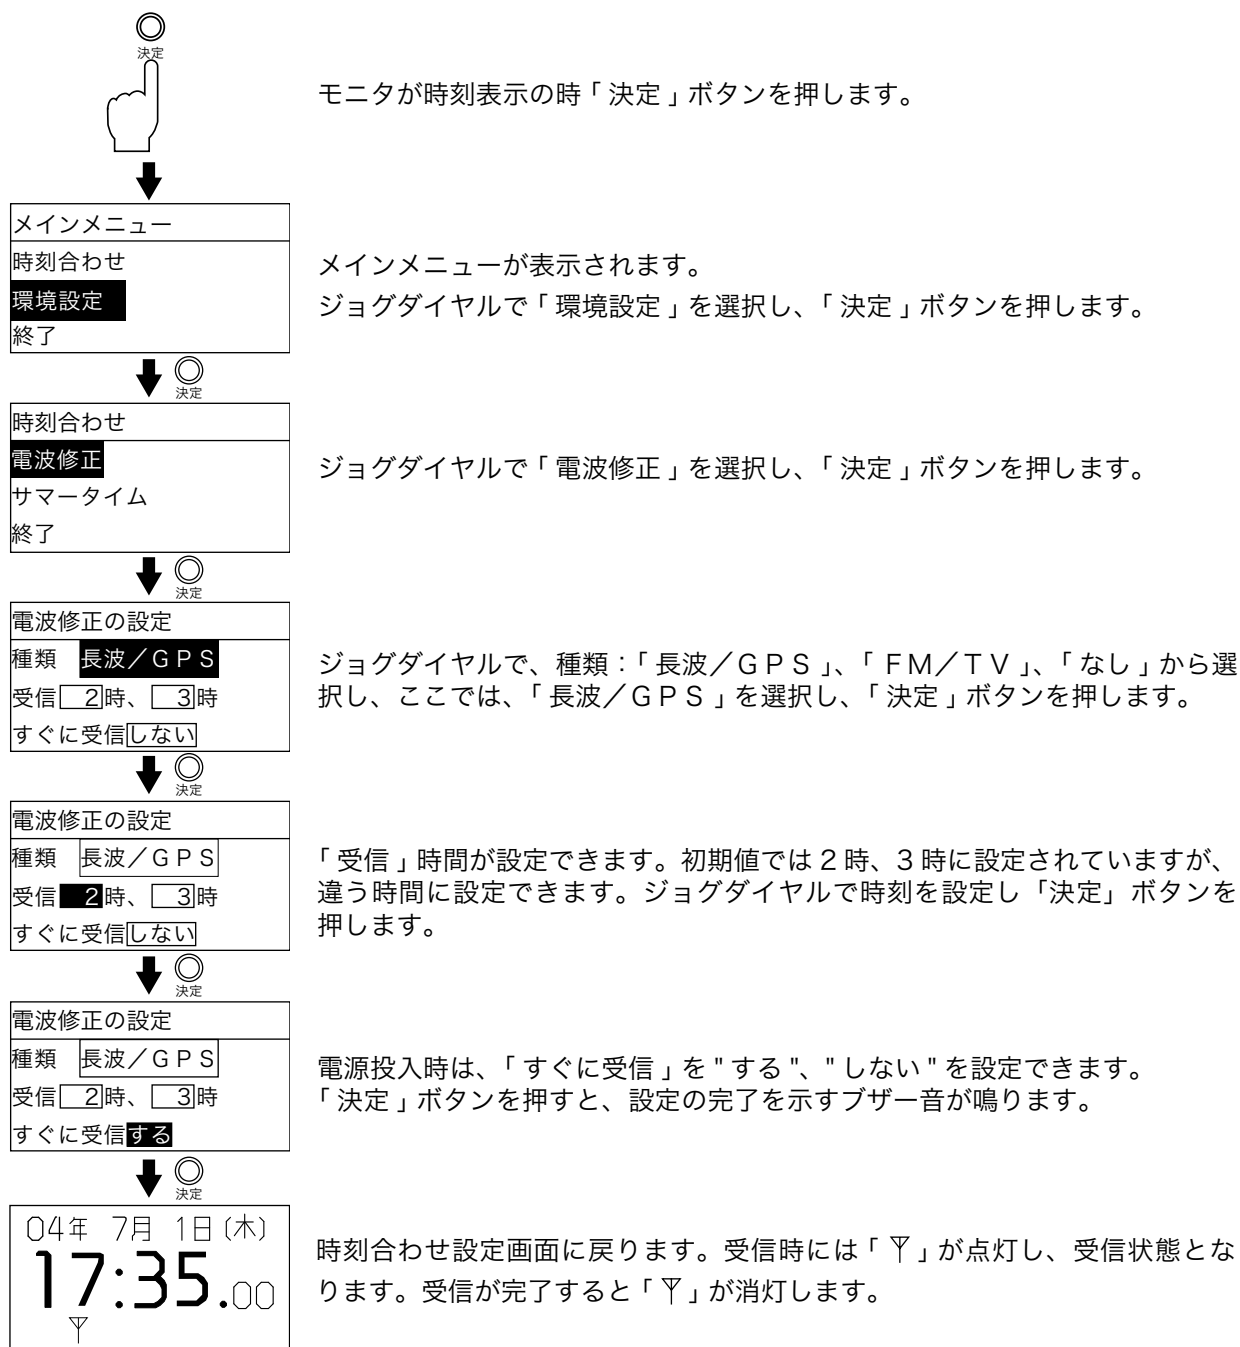 決定
モニタが時刻表示の時「決定」ボタンを押します。
メインメニュー
時刻合わせ
環境設定
終了
メインメニューが表示されます。
ジョグダイヤルで「環境設定」を選択し、「決定」ボタンを押します。
決定
時刻合わせ
電波修正
サマータイム
終了
ジョグダイヤルで「電波修正」を選択し、「決定」ボタンを押します。
決定
電波修正の設定
種類 長波／ＧＰＳ
受信 2時、 3時
すぐに受信しない
ジョグダイヤルで、種類：「長波／ＧＰＳ」、「ＦＭ／ＴＶ」、「なし」から選
択し、ここでは、「長波／ＧＰＳ」を選択し、「決定」ボタンを押します。
決定
電波修正の設定
種類 長波／ＧＰＳ
受信 2時、 3時
すぐに受信しない
「受信」時間が設定できます。初期値では2時、3時に設定されていますが、
違う時間に設定できます。ジョグダイヤルで時刻を設定し「決定」ボタンを
押します。
決定
電波修正の設定
種類 長波／ＧＰＳ
受信 2時、 3時
すぐに受信する
電源投入時は、「すぐに受信」を"する"、"しない"を設定できます。
「決定」ボタンを押すと、設定の完了を示すブザー音が鳴ります。
決定
04年 7月 1日(木)
17:35.00
時刻合わせ設定画面に戻ります。受信時には「」が点灯し、受信状態とな
ります。受信が完了すると「」が消灯します。